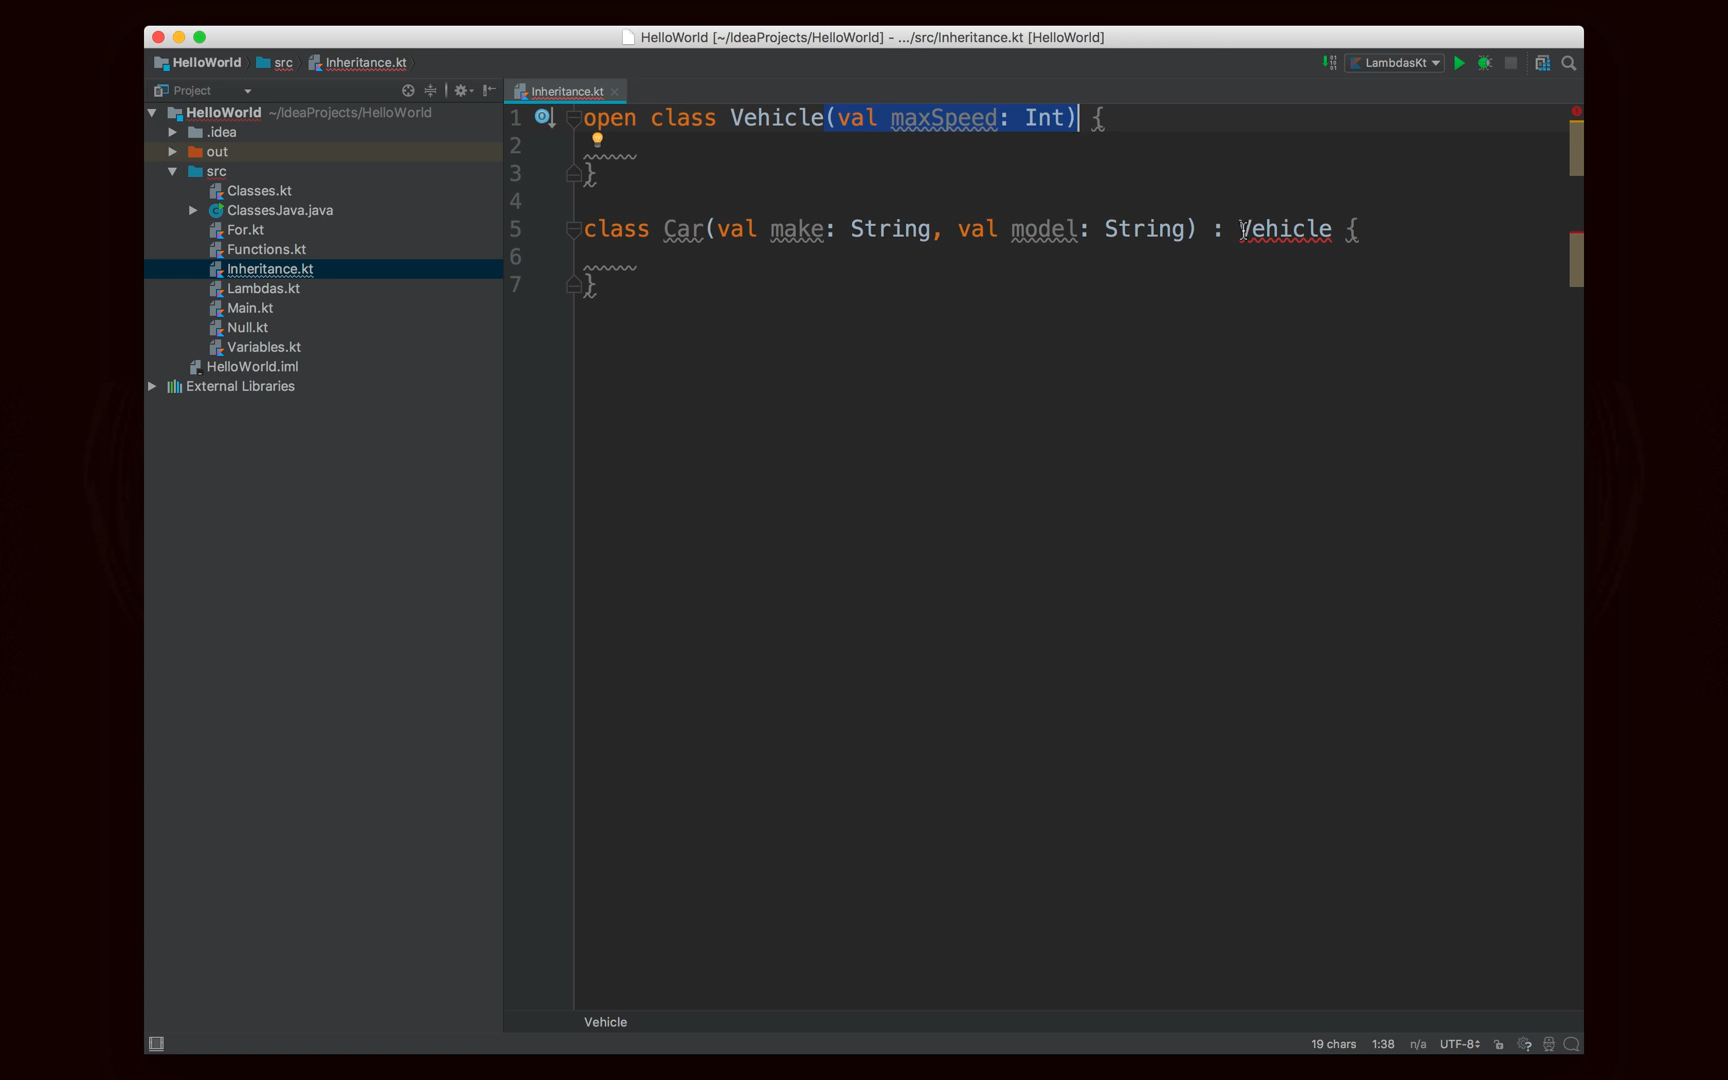 HelloWorld [~/IdeaProjects/HelloWorld] - .../src/Inheritance.kt [HelloWorld]
HelloWorld src Inheritance.kt LambdasKt
Project Inheritance.kt
HelloWorld ~/IdeaProjects/HelloWorld
.idea
out
src
Classes.kt
ClassesJava.java
For.kt
Functions.kt
Inheritance.kt
Lambdas.kt
Main.kt
Null.kt
Variables.kt
HelloWorld.iml
External Libraries
1 open class Vehicle(val maxSpeed: Int) {
2
3 }
4
5 class Car(val make: String, val model: String) : Vehicle {
6
7 }
Vehicle
19 chars 1:38 n/a UTF-8